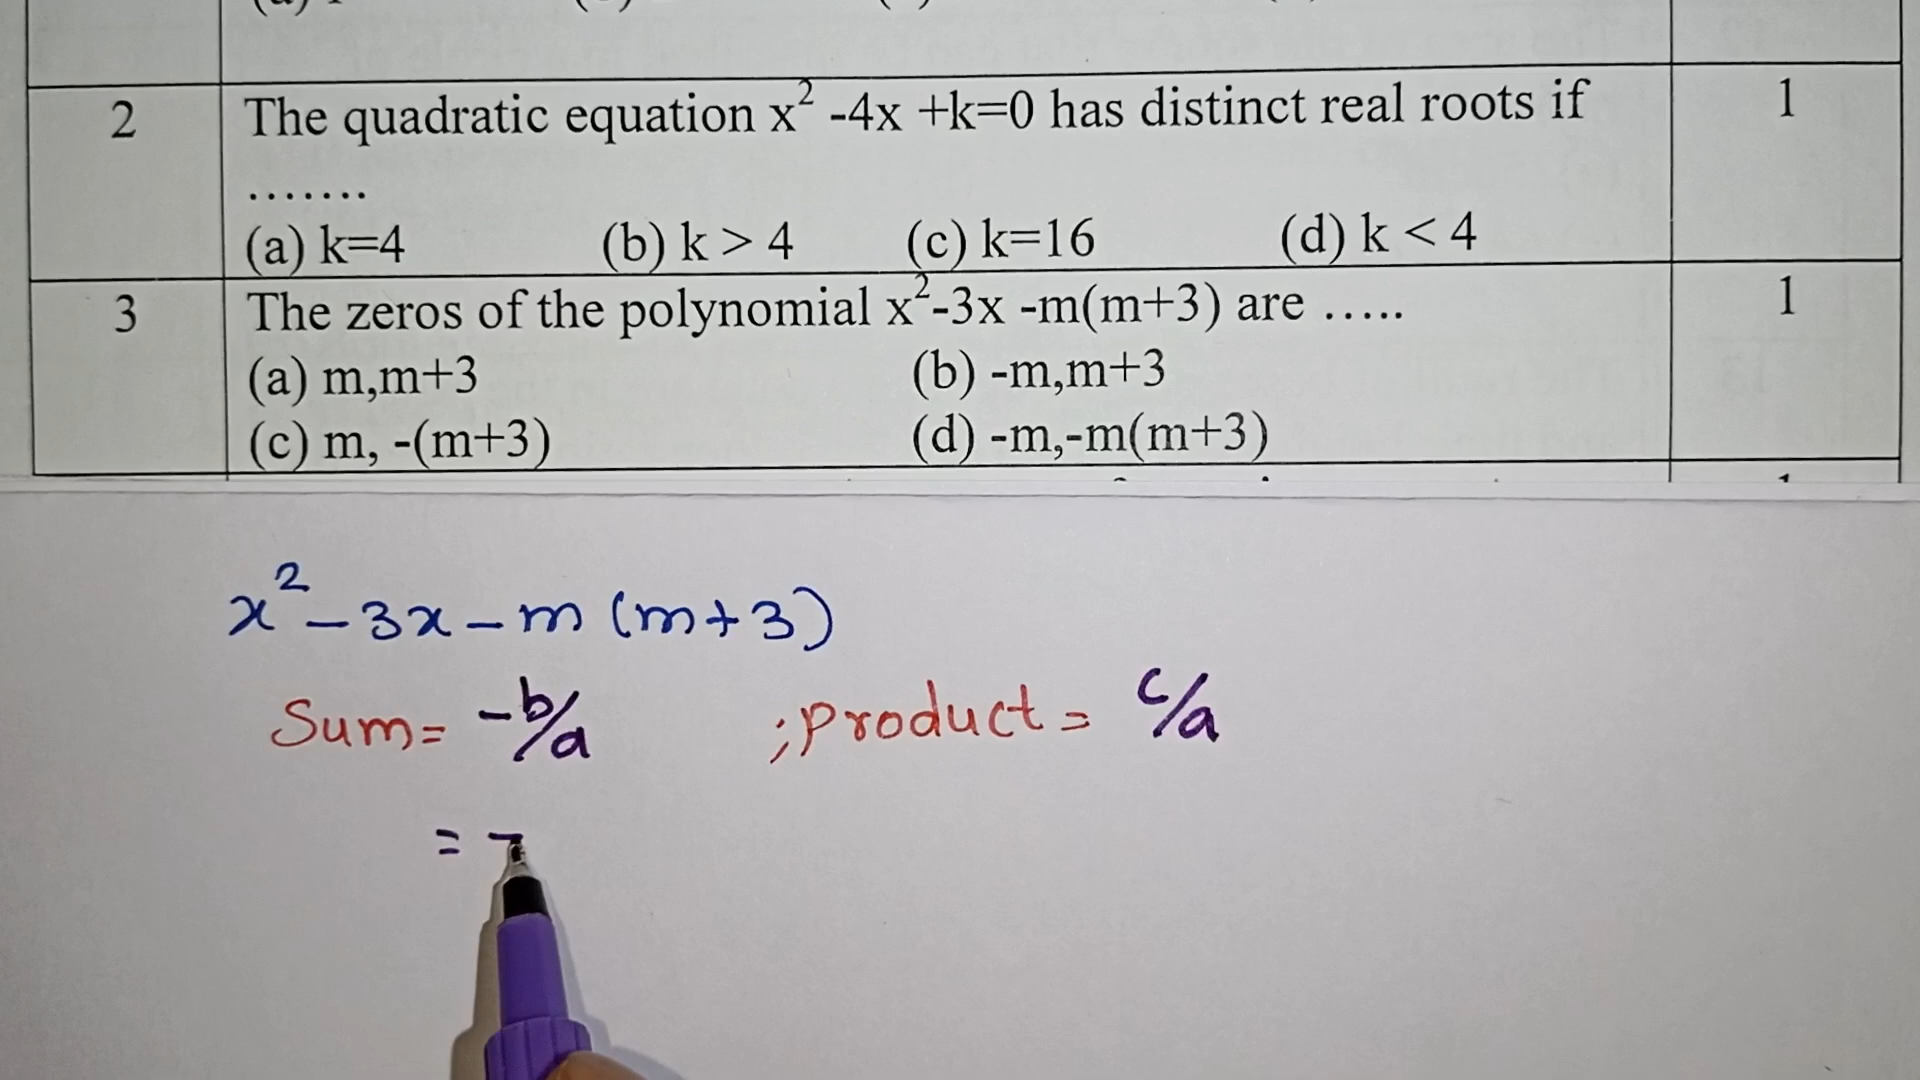 2 The quadratic equation x² -4x +k=0 has distinct real roots if 1
.......
(a) k=4 (b) k > 4 (c) k=16 (d) k < 4
3 The zeros of the polynomial x²-3x -m(m+3) are ..... 1
(a) m,m+3 (b) -m,m+3
(c) m, -(m+3) (d) -m,-m(m+3)
x² - 3x - m (m+3)
Sum = -b/a ; product = c/a
= -